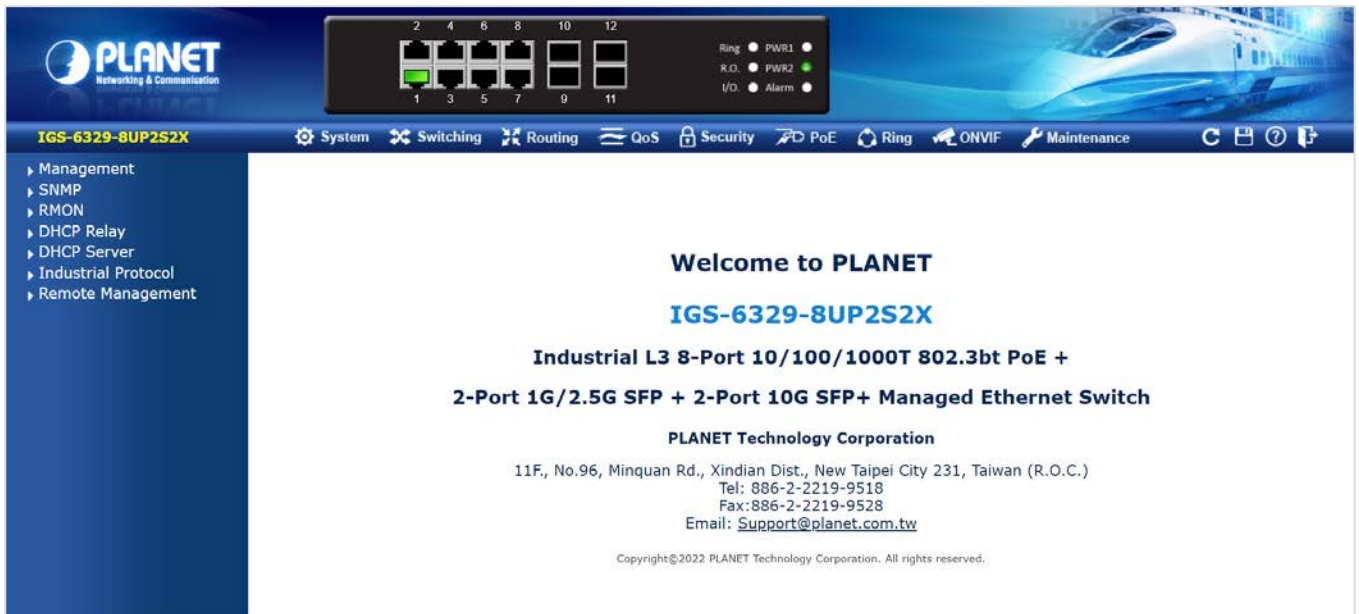 PLANET
Networking & Communication
2 4 6 8 10 12
1 3 5 7 9 11
Ring PWR1
R.O. PWR2
I/O. Alarm
IGS-6329-8UP2S2X
System Switching Routing QoS Security PoE Ring ONVIF Maintenance
Management
SNMP
RMON
DHCP Relay
DHCP Server
Industrial Protocol
Remote Management
Welcome to PLANET
IGS-6329-8UP2S2X
Industrial L3 8-Port 10/100/1000T 802.3bt PoE +
2-Port 1G/2.5G SFP + 2-Port 10G SFP+ Managed Ethernet Switch
PLANET Technology Corporation
11F., No.96, Minquan Rd., Xindian Dist., New Taipei City 231, Taiwan (R.O.C.)
Tel: 886-2-2219-9518
Fax:886-2-2219-9528
Email: Support@planet.com.tw
Copyright©2022 PLANET Technology Corporation. All rights reserved.